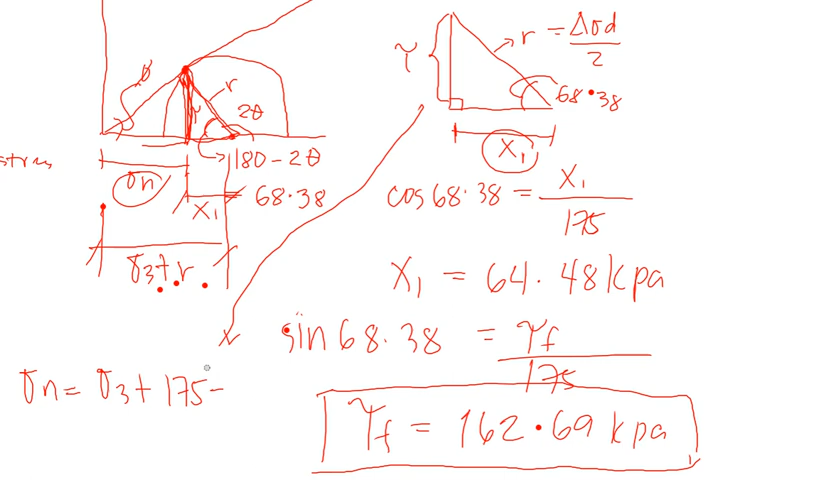 τ
r = Δσd/2
68.38
X₁
ϕ
r
τ
2θ
stress
180-2θ
σn
68.38
X₁
σ₃+r
cos 68.38 = X₁/175
X₁ = 64.48 kpa
sin 68.38 = τf/175
σn = σ₃ + 175 -
τf = 162.69 kpa